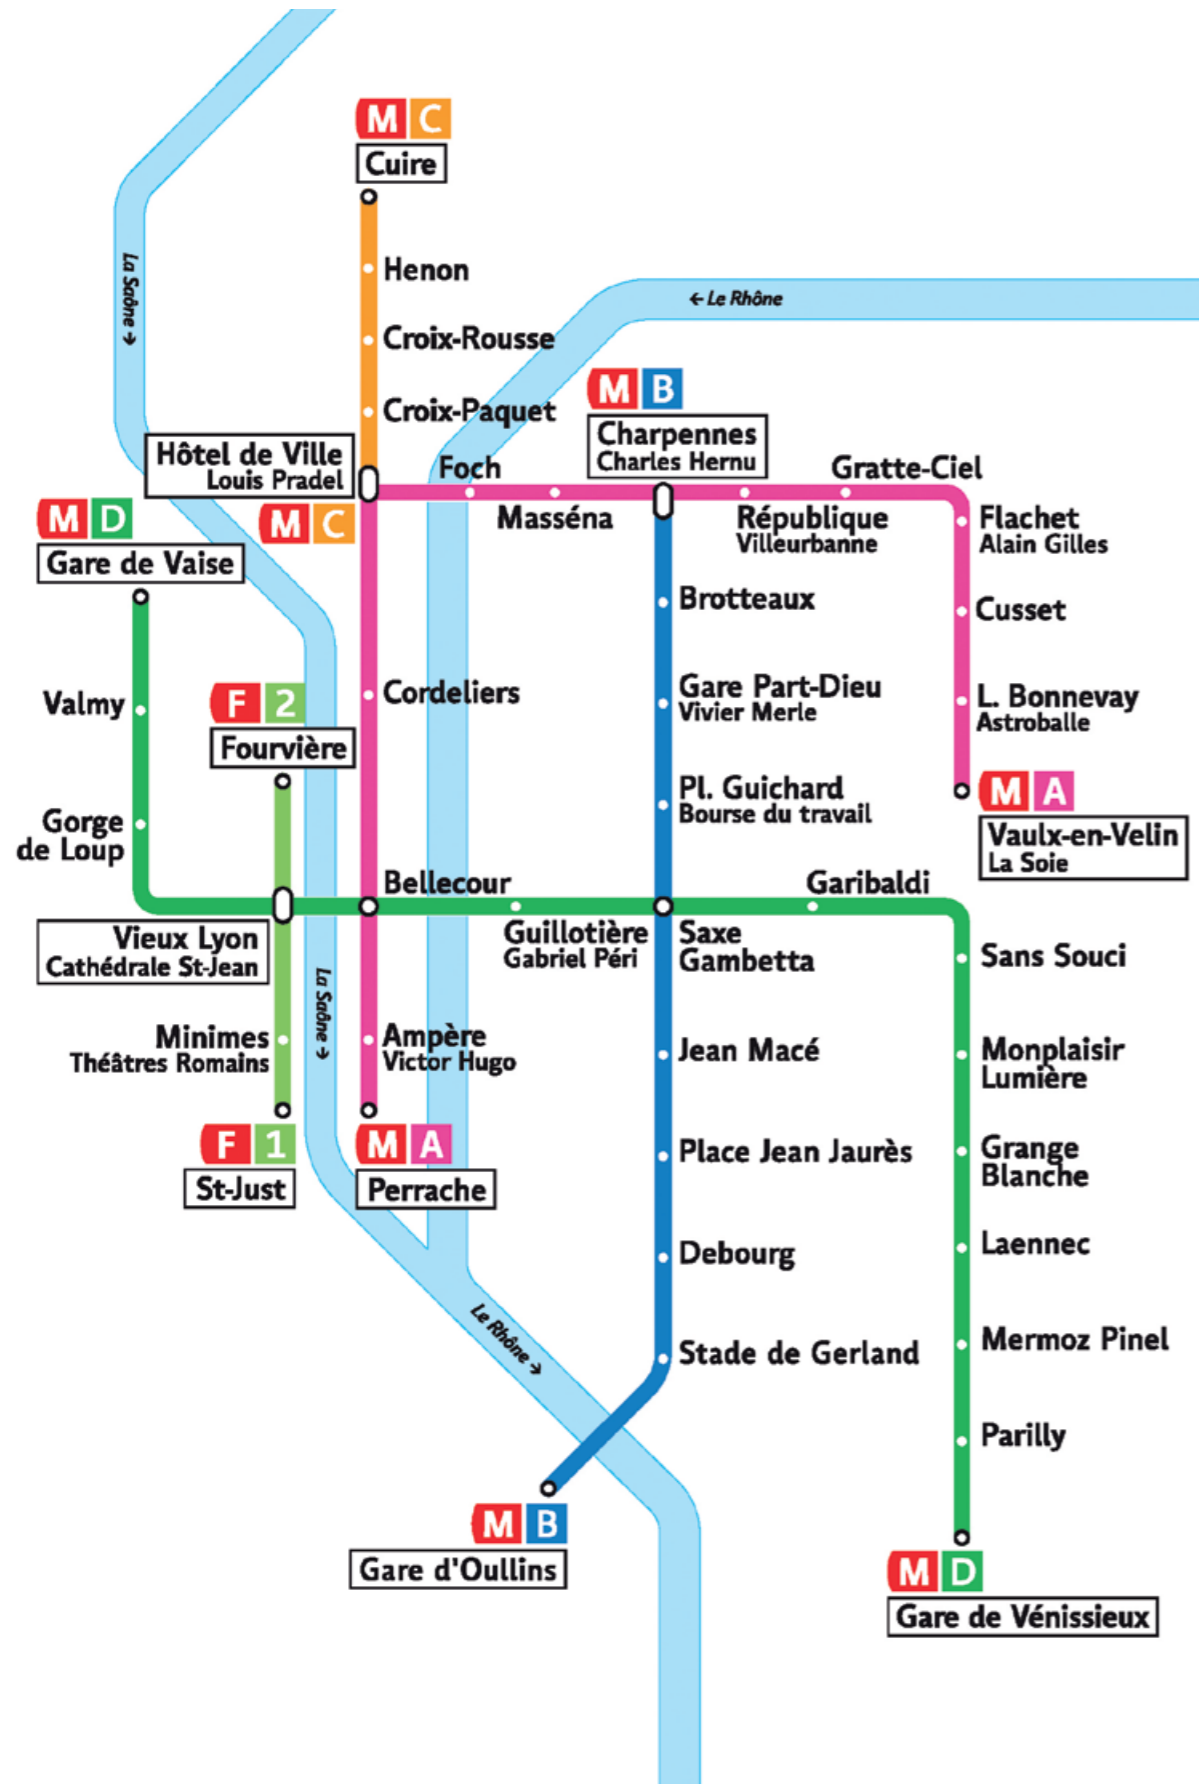 M C
Cuire
Henon
La Saône →
← Le Rhône
Croix-Rousse
Croix-Paquet
M B
Charpennes
Charles Hernu
Hôtel de Ville
Louis Pradel
M C
Foch
Masséna
République
Villeurbanne
Gratte-Ciel
Flachet
Alain Gilles
M D
Gare de Vaise
Brotteaux
Cusset
Valmy
F 2
Fourvière
Cordeliers
Gare Part-Dieu
Vivier Merle
L. Bonnevay
Astroballe
Gorge
de Loup
Pl. Guichard
Bourse du travail
M A
Vaulx-en-Velin
La Soie
Bellecour
Garibaldi
Vieux Lyon
Cathédrale St-Jean
Guillotière
Gabriel Péri
Saxe
Gambetta
Sans Souci
La Saône →
Minimes
Théâtres Romains
Ampère
Victor Hugo
Jean Macé
Monplaisir
Lumière
F 1
St-Just
M A
Perrache
Place Jean Jaurès
Grange
Blanche
Debourg
Laennec
Le Rhône →
Stade de Gerland
Mermoz Pinel
Parilly
M B
Gare d'Oullins
M D
Gare de Vénissieux